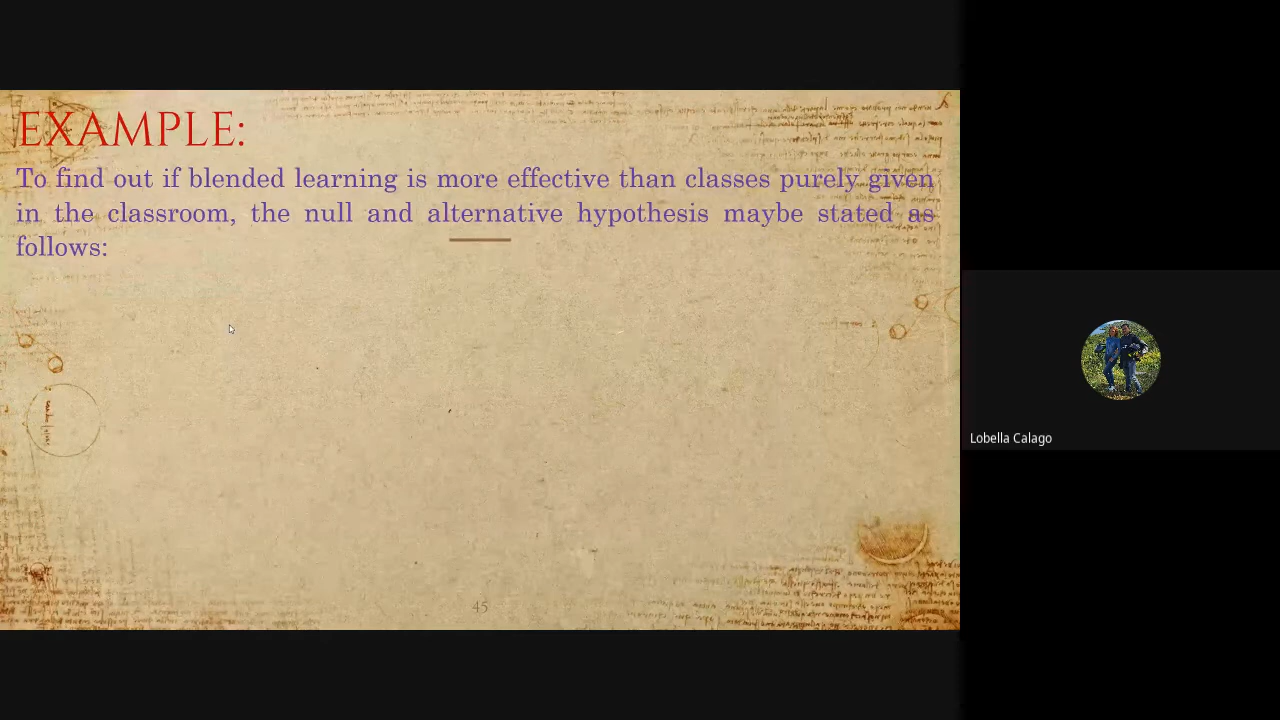 EXAMPLE:
To find out if blended learning is more effective than classes purely given
in the classroom, the null and alternative hypothesis maybe stated as
follows:
45
Lobella Calago